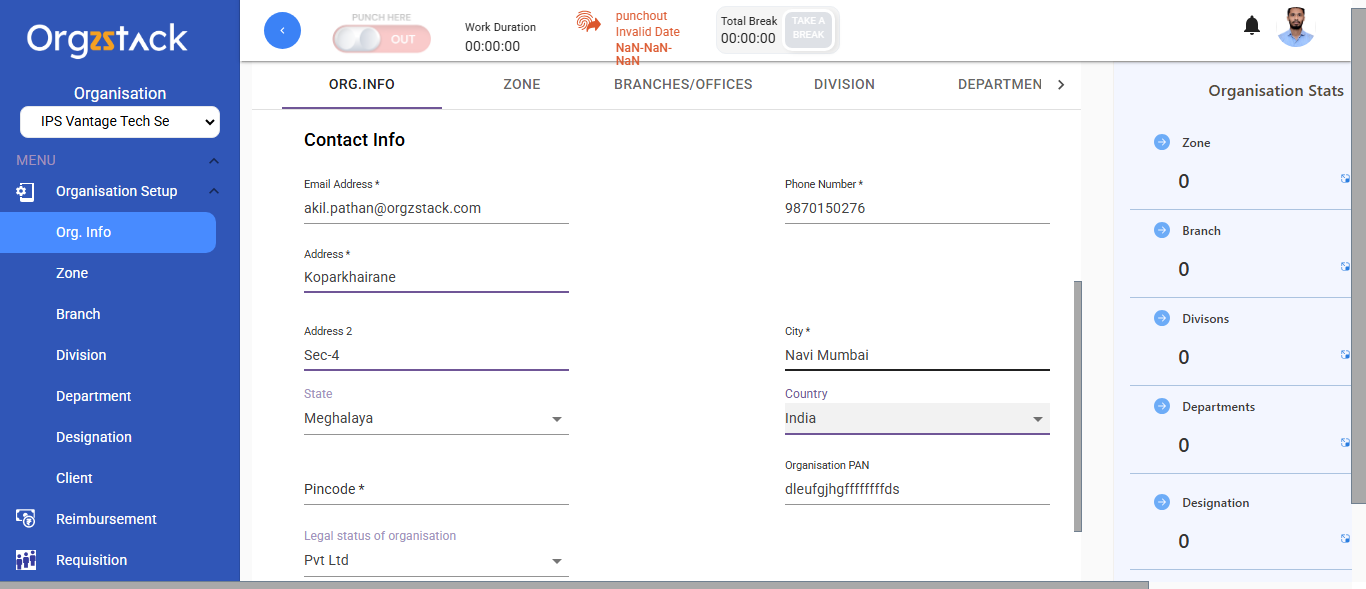 Orgzstack
Organisation
IPS Vantage Tech Se
MENU
Organisation Setup
Org. Info
Zone
Branch
Division
Department
Designation
Client
Reimbursement
Requisition
PUNCH HERE
OUT
Work Duration
00:00:00
punchout
Invalid Date
NaN-NaN-
NaN
Total Break
00:00:00
TAKE A
BREAK
ORG.INFO ZONE BRANCHES/OFFICES DIVISION DEPARTMEN
Contact Info
Email Address *
akil.pathan@orgzstack.com
Phone Number *
9870150276
Address *
Koparkhairane
Address 2
Sec-4
City *
Navi Mumbai
State
Meghalaya
Country
India
Pincode *
Organisation PAN
dleufgjhgffffffffds
Legal status of organisation
Pvt Ltd
Organisation Stats
Zone
0
Branch
0
Divisons
0
Departments
0
Designation
0